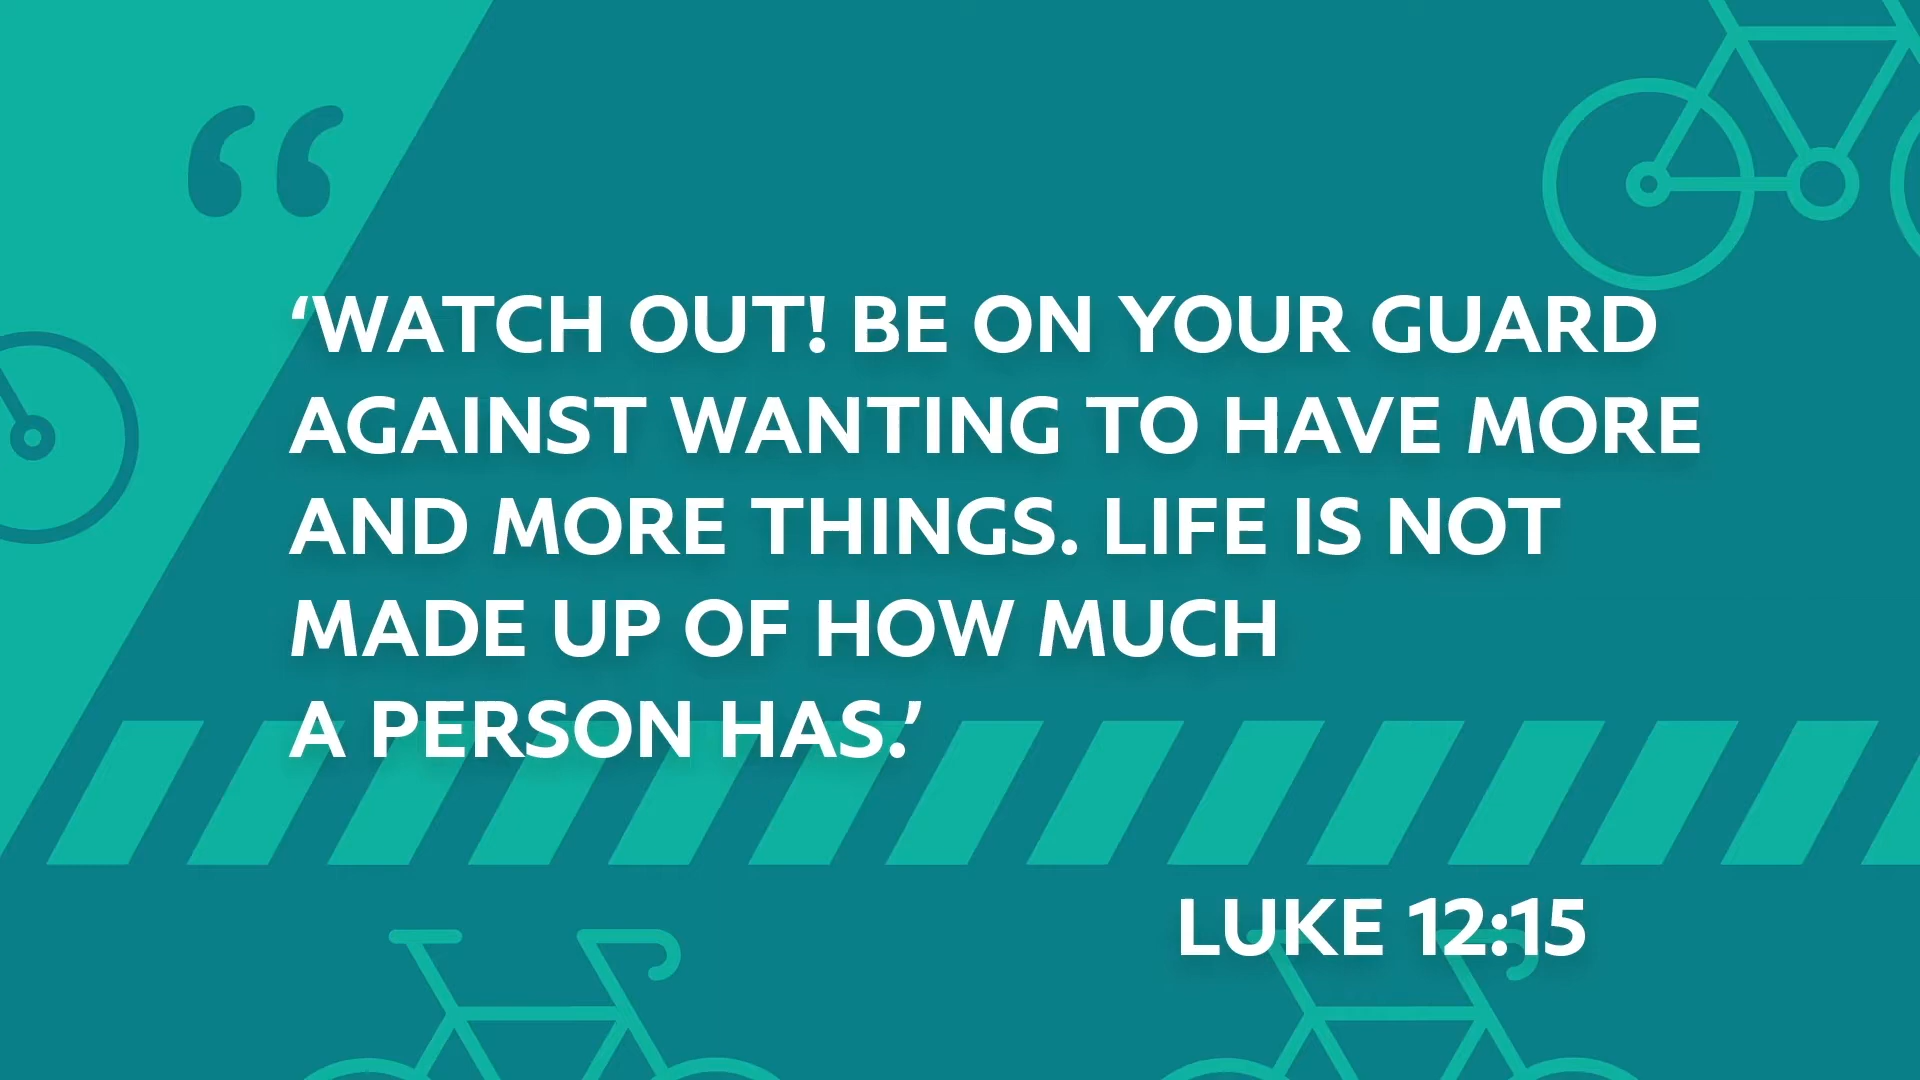 “
‘WATCH OUT! BE ON YOUR GUARD
AGAINST WANTING TO HAVE MORE
AND MORE THINGS. LIFE IS NOT
MADE UP OF HOW MUCH
A PERSON HAS.’
LUKE 12:15